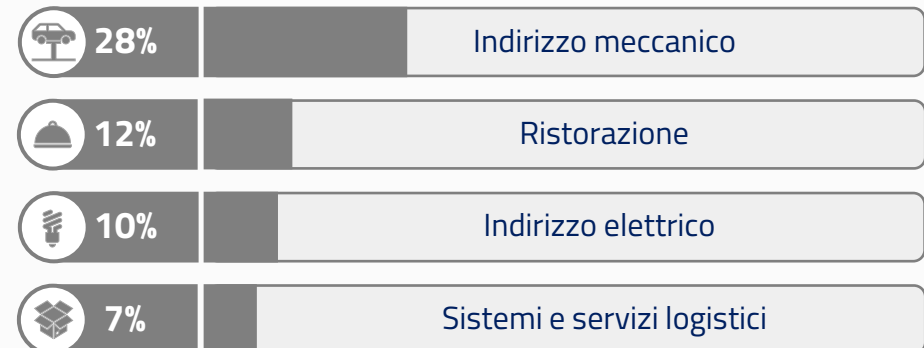 28% Indirizzo meccanico
12% Ristorazione
10% Indirizzo elettrico
7% Sistemi e servizi logistici